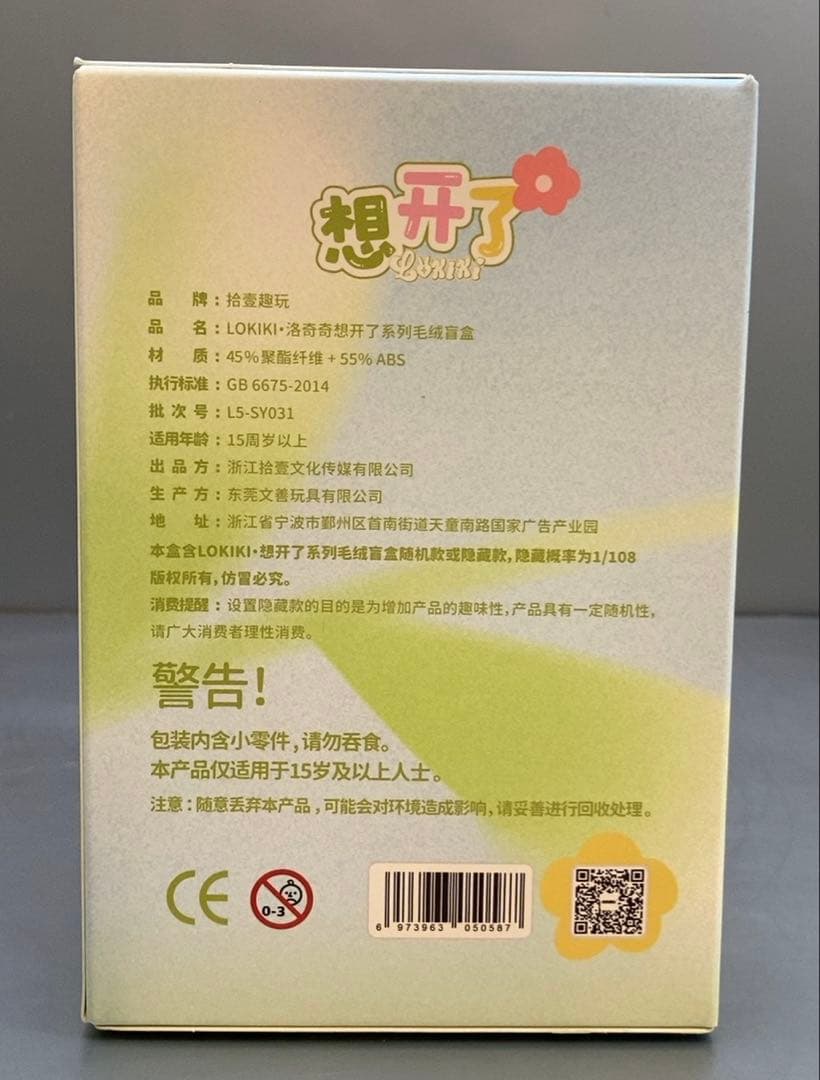 想开了
LOKIKI
品牌：拾壹趣玩
品名：LOKIKI•洛奇奇想开了系列毛绒盲盒
材质：45%聚酯纤维 + 55% ABS
执行标准：GB 6675-2014
批次号：L5-SY031
适用年龄：15周岁以上
出品方：浙江拾壹文化传媒有限公司
生产方：东莞文善玩具有限公司
地址：浙江省宁波市鄞州区首南街道天童南路国家广告产业园
本盒含LOKIKI•想开了系列毛绒盲盒随机款或隐藏款，隐藏概率为1/108
版权所有，仿冒必究。
消费提醒：设置隐藏款的目的是为增加产品的趣味性，产品具有一定随机性，
请广大消费者理性消费。
警告！
包装内含小零件，请勿吞食。
本产品仅适用于15岁及以上人士。
注意：随意丢弃本产品，可能会对环境造成影响，请妥善进行回收处理。
CE
0-3
6 973963 050587